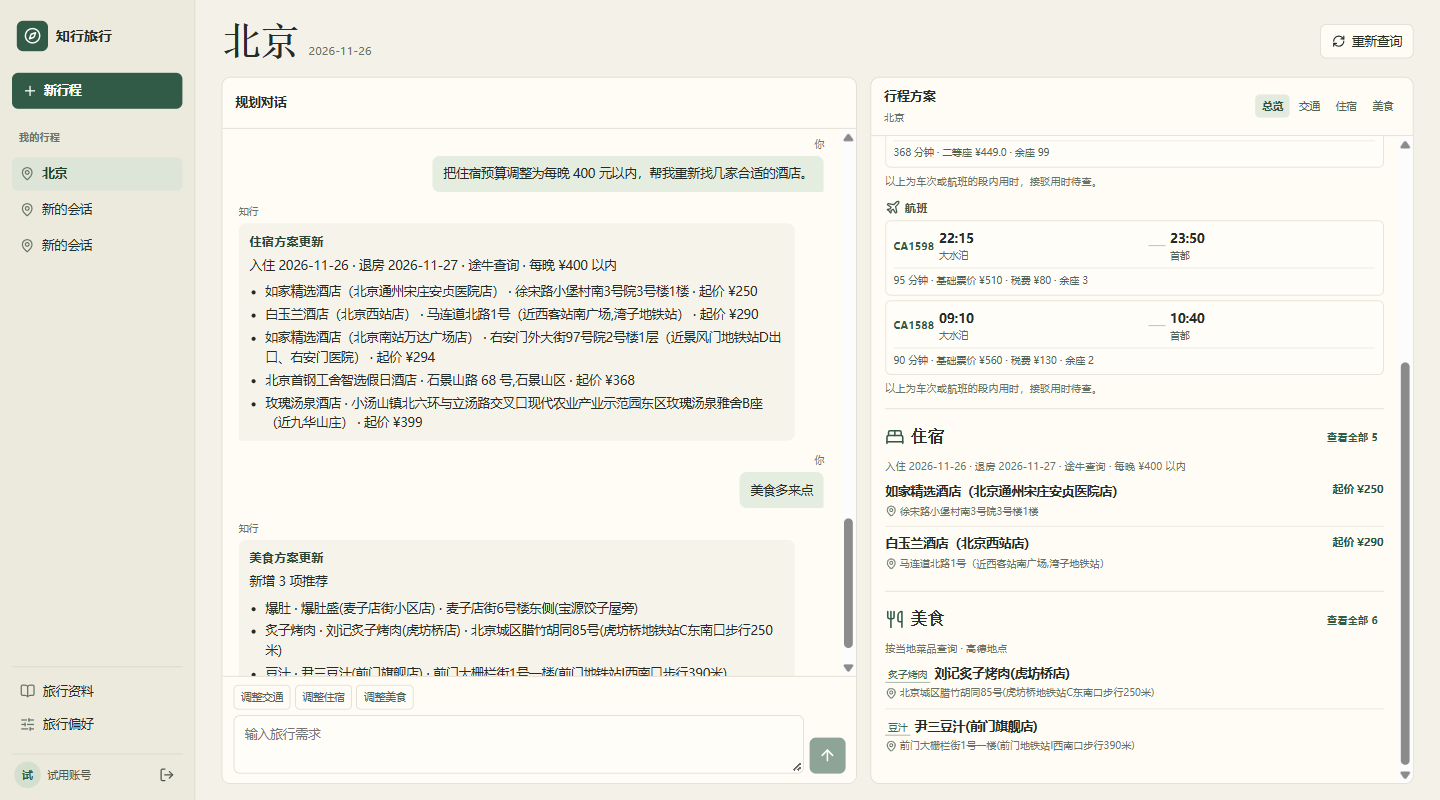 知行旅行
新行程
我的行程
北京
新的会话
新的会话
旅行资料
旅行偏好
试 试用账号
北京 2026-11-26
重新查询
规划对话
你
把住宿预算调整为每晚 400 元以内，帮我重新找几家合适的酒店。
知行
住宿方案更新
入住 2026-11-26 · 退房 2026-11-27 · 途牛查询 · 每晚 ¥400 以内
• 如家精选酒店（北京通州宋庄安贞医院店） · 徐宋路小堡村南3号院3号楼1楼 · 起价 ¥250
• 白玉兰酒店（北京西站店） · 马连道北路1号（近西客站南广场,湾子地铁站） · 起价 ¥290
• 如家精选酒店（北京南站万达广场店） · 右安门外大街97号院2号楼1层（近景风门地铁站D出
口、右安门医院） · 起价 ¥294
• 北京首钢工舍智选假日酒店 · 石景山路 68 号,石景山区 · 起价 ¥368
• 玫瑰汤泉酒店 · 小汤山镇北六环与立汤路交叉口现代农业产业示范园东区玫瑰汤泉雅舍B座
（近九华山庄） · 起价 ¥399
你
美食多来点
知行
美食方案更新
新增 3 项推荐
• 爆肚 · 爆肚盛(麦子店街小区店) · 麦子店街6号楼东侧(宝源饺子屋旁)
• 炙子烤肉 · 刘记炙子烤肉(虎坊桥店) · 北京城区腊竹胡同85号(虎坊桥地铁站C东南口步行250
米)
• 豆汁 · 尹三豆汁(前门旗舰店) · 前门大栅栏街1号一楼(前门地铁站I西南口步行390米)
调整交通 调整住宿 调整美食
输入旅行需求
行程方案
北京
总览 交通 住宿 美食
368 分钟 · 二等座 ¥449.0 · 余座 99
以上为车次或航班的段内用时，接驳用时待查。
航班
CA1598 22:15 — 23:50
大水泊 首都
95 分钟 · 基础票价 ¥510 · 税费 ¥80 · 余座 3
CA1588 09:10 — 10:40
大水泊 首都
90 分钟 · 基础票价 ¥560 · 税费 ¥130 · 余座 2
以上为车次或航班的段内用时，接驳用时待查。
住宿 查看全部 5
入住 2026-11-26 · 退房 2026-11-27 · 途牛查询 · 每晚 ¥400 以内
如家精选酒店（北京通州宋庄安贞医院店） 起价 ¥250
徐宋路小堡村南3号院3号楼1楼
白玉兰酒店（北京西站店） 起价 ¥290
马连道北路1号（近西客站南广场,湾子地铁站）
美食 查看全部 6
按当地菜品查询 · 高德地点
炙子烤肉 刘记炙子烤肉(虎坊桥店)
北京城区腊竹胡同85号(虎坊桥地铁站C东南口步行250米)
豆汁 尹三豆汁(前门旗舰店)
前门大栅栏街1号一楼(前门地铁站I西南口步行390米)